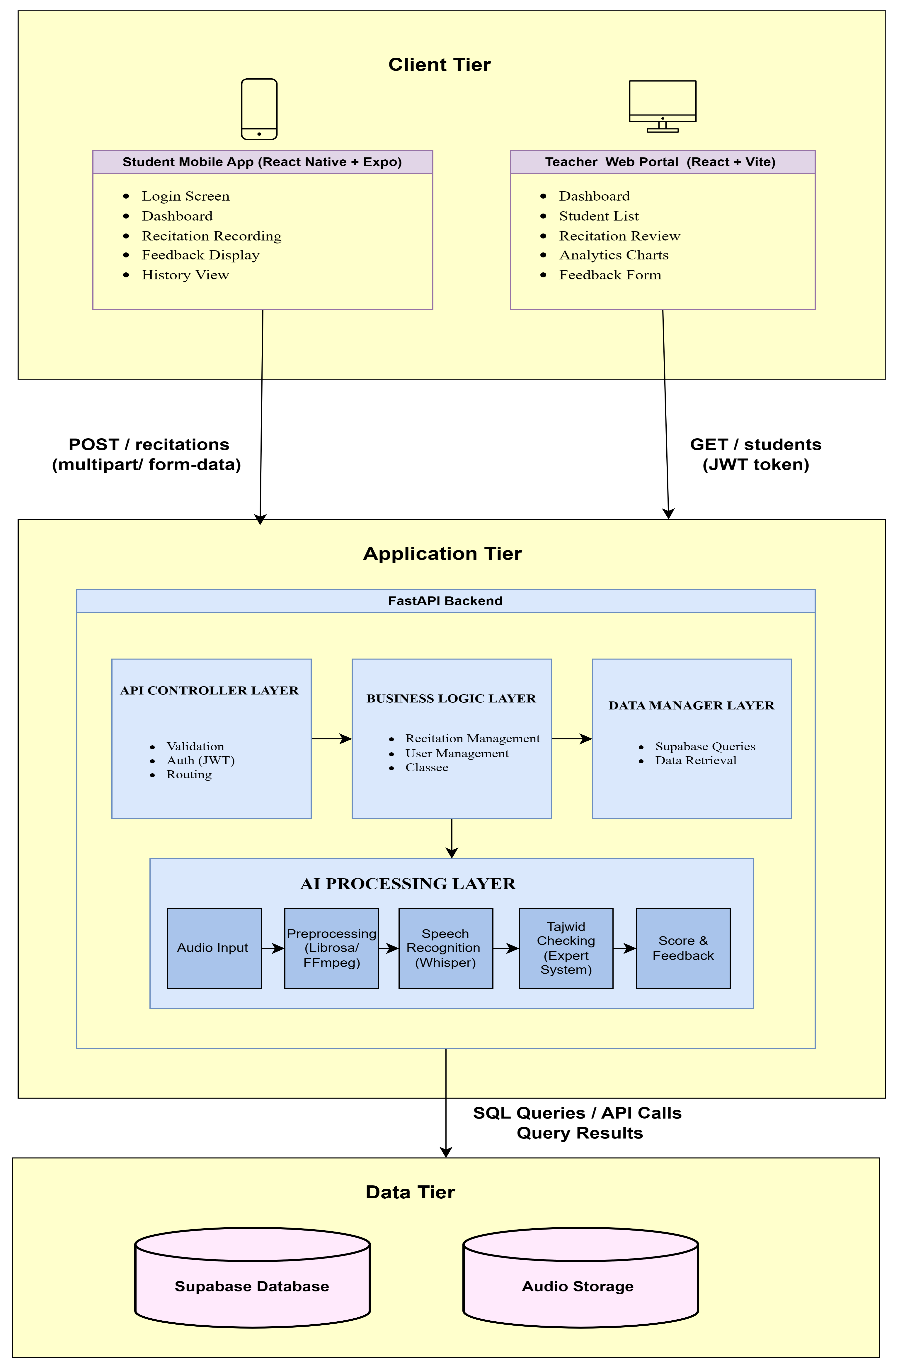 Client Tier
Student Mobile App (React Native + Expo)
• Login Screen
• Dashboard
• Recitation Recording
• Feedback Display
• History View
Teacher Web Portal (React + Vite)
• Dashboard
• Student List
• Recitation Review
• Analytics Charts
• Feedback Form
POST / recitations
(multipart/ form-data)
GET / students
(JWT token)
Application Tier
FastAPI Backend
API CONTROLLER LAYER
• Validation
• Auth (JWT)
• Routing
BUSINESS LOGIC LAYER
• Recitation Management
• User Management
• Classee
DATA MANAGER LAYER
• Supabase Queries
• Data Retrieval
AI PROCESSING LAYER
Audio Input
Preprocessing
(Librosa/
FFmpeg)
Speech
Recognition
(Whisper)
Tajwid
Checking
(Expert
System)
Score &
Feedback
SQL Queries / API Calls
Query Results
Data Tier
Supabase Database
Audio Storage